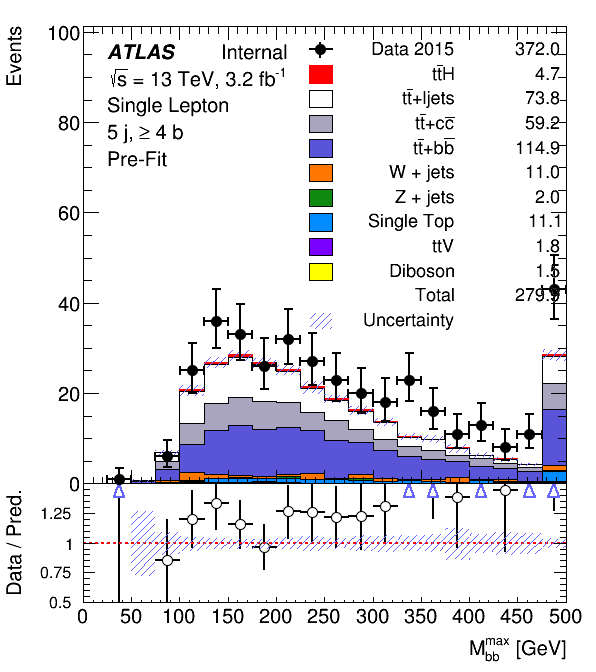 Events
100
80
60
40
20
0
ATLAS Internal
√s = 13 TeV, 3.2 fb-1
Single Lepton
5 j, ≥ 4 b
Pre-Fit
Data 2015 372.0
tt̄H 4.7
tt̄+ljets 73.8
tt̄+cc̄ 59.2
tt̄+bb̄ 114.9
W + jets 11.0
Z + jets 2.0
Single Top 11.1
ttV 1.8
Diboson 1.5
Total 279.9
Uncertainty
Data / Pred.
1.25
1
0.75
0.5
0 50 100 150 200 250 300 350 400 450 500
M bb max [GeV]